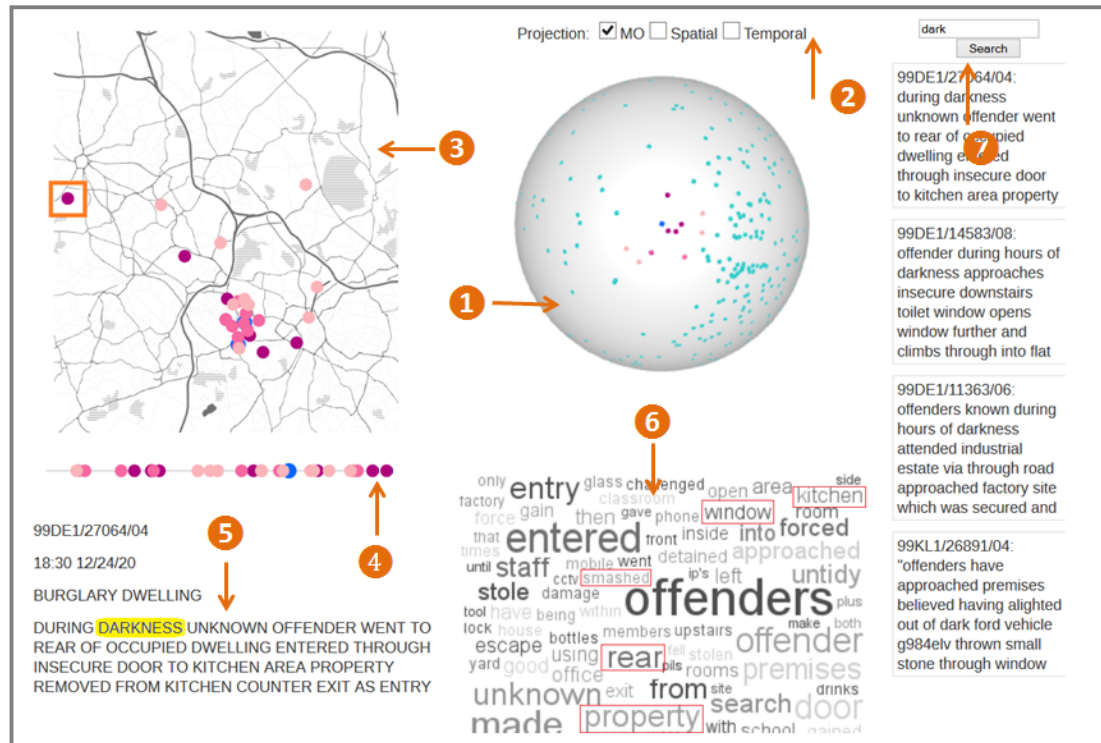 Projection: MO Spatial Temporal
2
3
1
dark
Search
7
99DE1/27064/04:
during darkness
unknown offender went
to rear of occupied
dwelling entered
through insecure door
to kitchen area property
99DE1/14583/08:
offender during hours of
darkness approaches
insecure downstairs
toilet window opens
window further and
climbs through into flat
99DE1/11363/06:
offenders known during
hours of darkness
attended industrial
estate via through road
approached factory site
which was secured and
99KL1/26891/04:
"offenders have
approached premises
believed having alighted
out of dark ford vehicle
g984elv thrown small
stone through window
4
5
99DE1/27064/04
18:30 12/24/20
BURGLARY DWELLING
DURING DARKNESS UNKNOWN OFFENDER WENT TO
REAR OF OCCUPIED DWELLING ENTERED THROUGH
INSECURE DOOR TO KITCHEN AREA PROPERTY
REMOVED FROM KITCHEN COUNTER EXIT AS ENTRY
6
only entry glass challenged side
factory classroom open area kitchen
force gain then gave phone window room
that entered front inside into forced
times mobile went detained approached
until staff cctv smashed ip's left untidy
stole damage offenders plus
tool have being within make both
lock house bottles members upstairs offender
escape using rear fell stolen
yard good office pils rooms premises
unknown exit from site search drinks door
made property with school gained